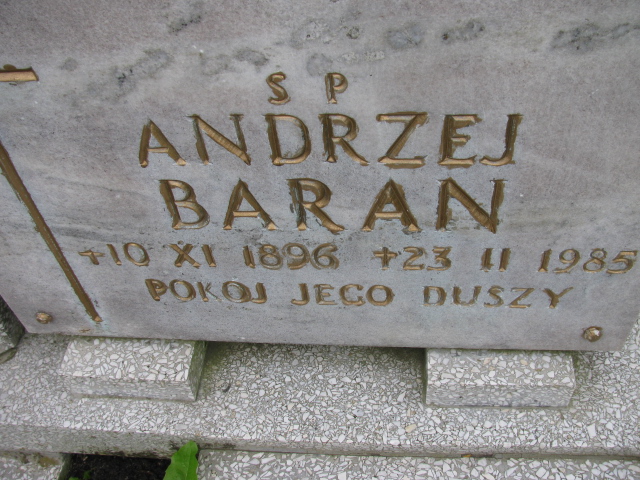 S P
ANDRZEJ
BARAN
+10 XI 1896 +23 II 1985
POKOJ JEGO DUSZY